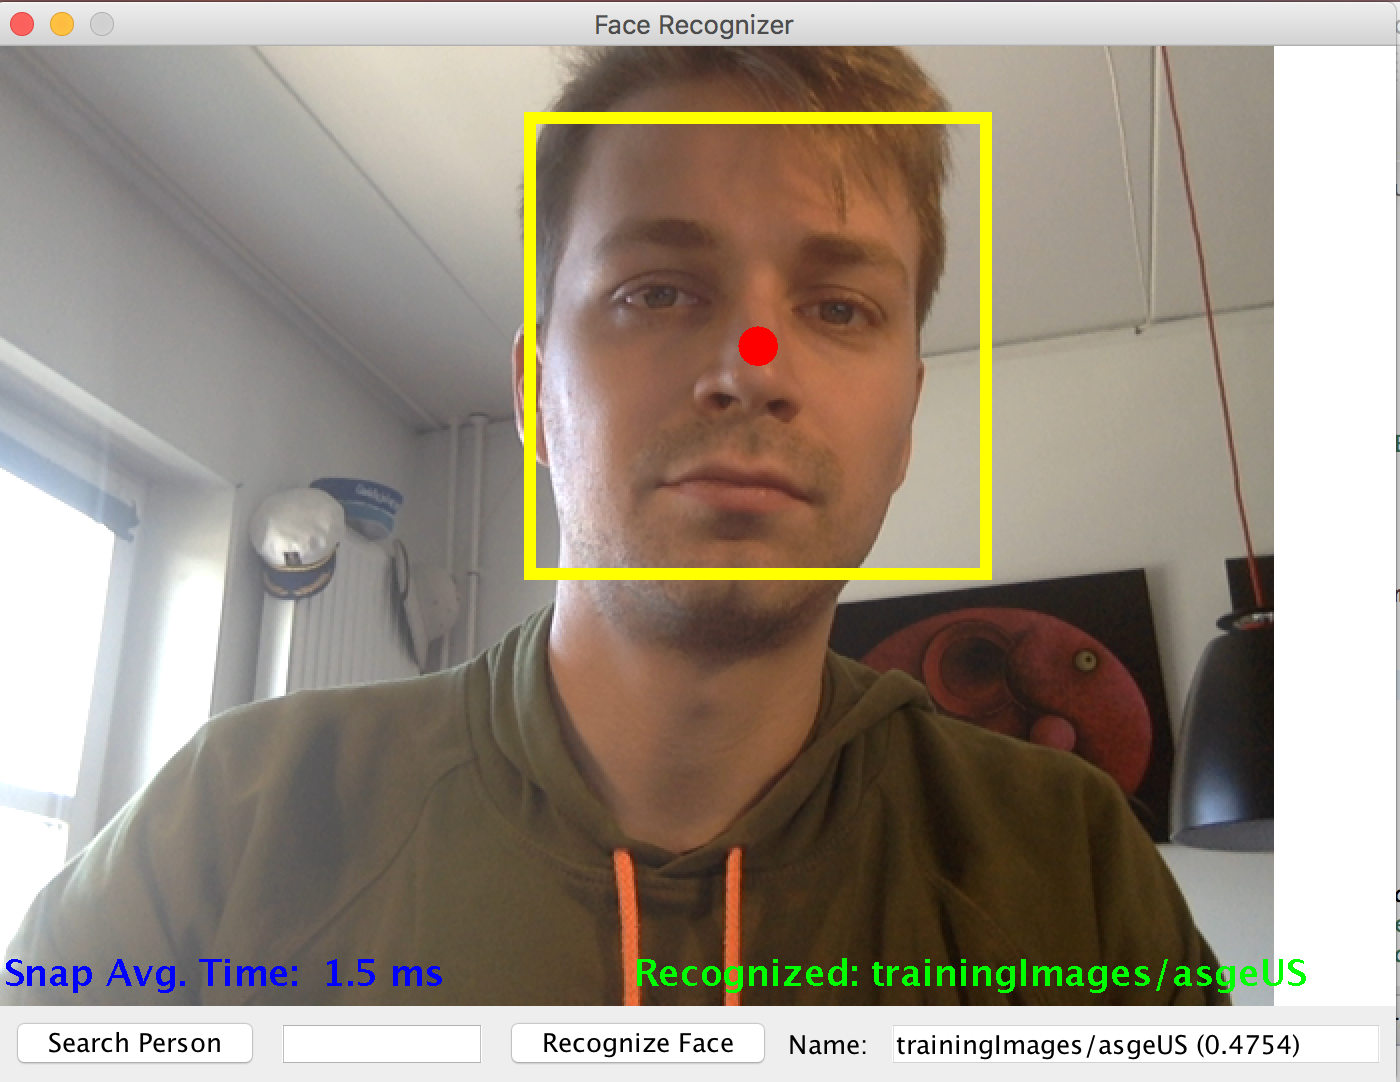 Face Recognizer
Snap Avg. Time: 1.5 ms
Recognized: trainingImages/asgeUS
Search Person
Recognize Face
Name:
trainingImages/asgeUS (0.4754)